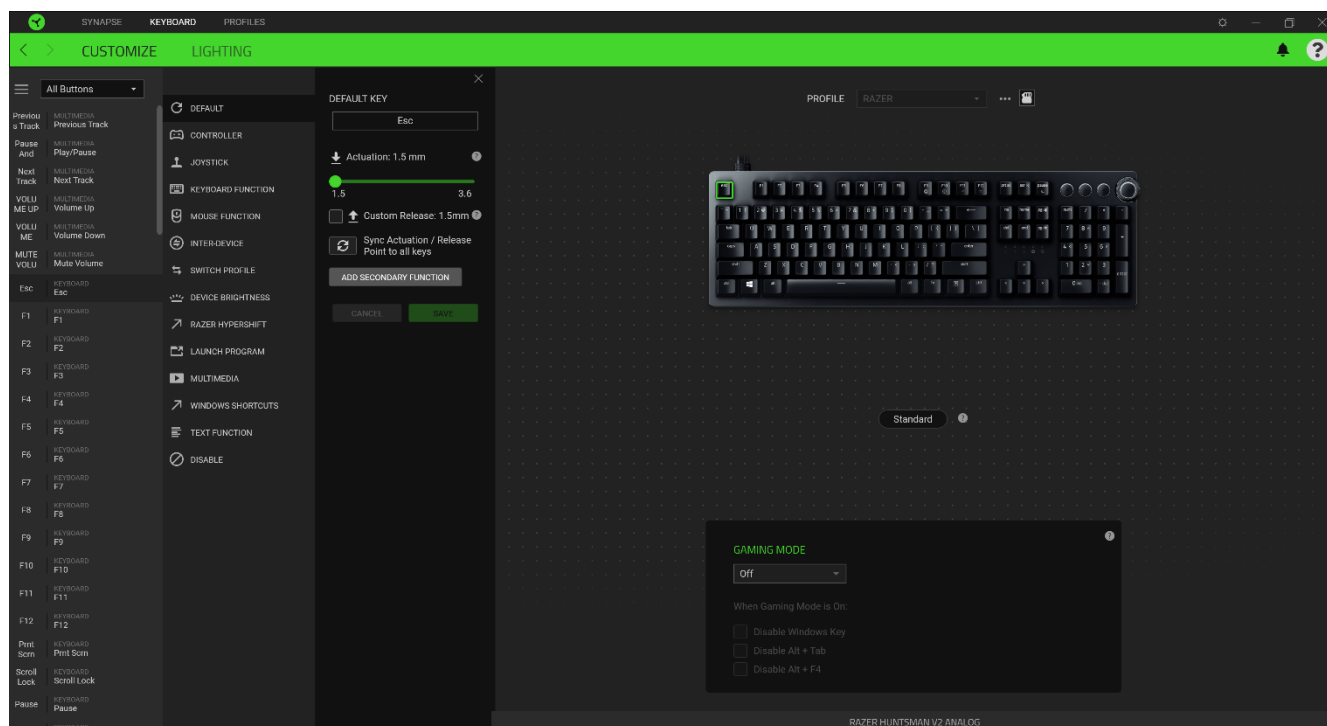 SYNAPSE KEYBOARD PROFILES
CUSTOMIZE LIGHTING
All Buttons
Previou
s Track
MULTIMEDIA
Previous Track
Pause
And
MULTIMEDIA
Play/Pause
Next
Track
MULTIMEDIA
Next Track
VOLU
ME UP
MULTIMEDIA
Volume Up
VOLU
ME
MULTIMEDIA
Volume Down
MUTE
VOLU
MULTIMEDIA
Mute Volume
Esc
KEYBOARD
Esc
F1
KEYBOARD
F1
F2
KEYBOARD
F2
F3
KEYBOARD
F3
F4
KEYBOARD
F4
F5
KEYBOARD
F5
F6
KEYBOARD
F6
F7
KEYBOARD
F7
F8
KEYBOARD
F8
F9
KEYBOARD
F9
F10
KEYBOARD
F10
F11
KEYBOARD
F11
F12
KEYBOARD
F12
Prnt
Scrn
KEYBOARD
Prnt Scrn
Scroll
Lock
KEYBOARD
Scroll Lock
Pause
KEYBOARD
Pause
DEFAULT
CONTROLLER
JOYSTICK
KEYBOARD FUNCTION
MOUSE FUNCTION
INTER-DEVICE
SWITCH PROFILE
DEVICE BRIGHTNESS
RAZER HYPERSHIFT
LAUNCH PROGRAM
MULTIMEDIA
WINDOWS SHORTCUTS
TEXT FUNCTION
DISABLE
DEFAULT KEY
Esc
Actuation: 1.5 mm
1.5 3.6
Custom Release: 1.5mm
Sync Actuation / Release
Point to all keys
ADD SECONDARY FUNCTION
CANCEL SAVE
PROFILE RAZER
Standard
GAMING MODE
Off
When Gaming Mode is On:
Disable Windows Key
Disable Alt + Tab
Disable Alt + F4
RAZER HUNTSMAN V2 ANALOG